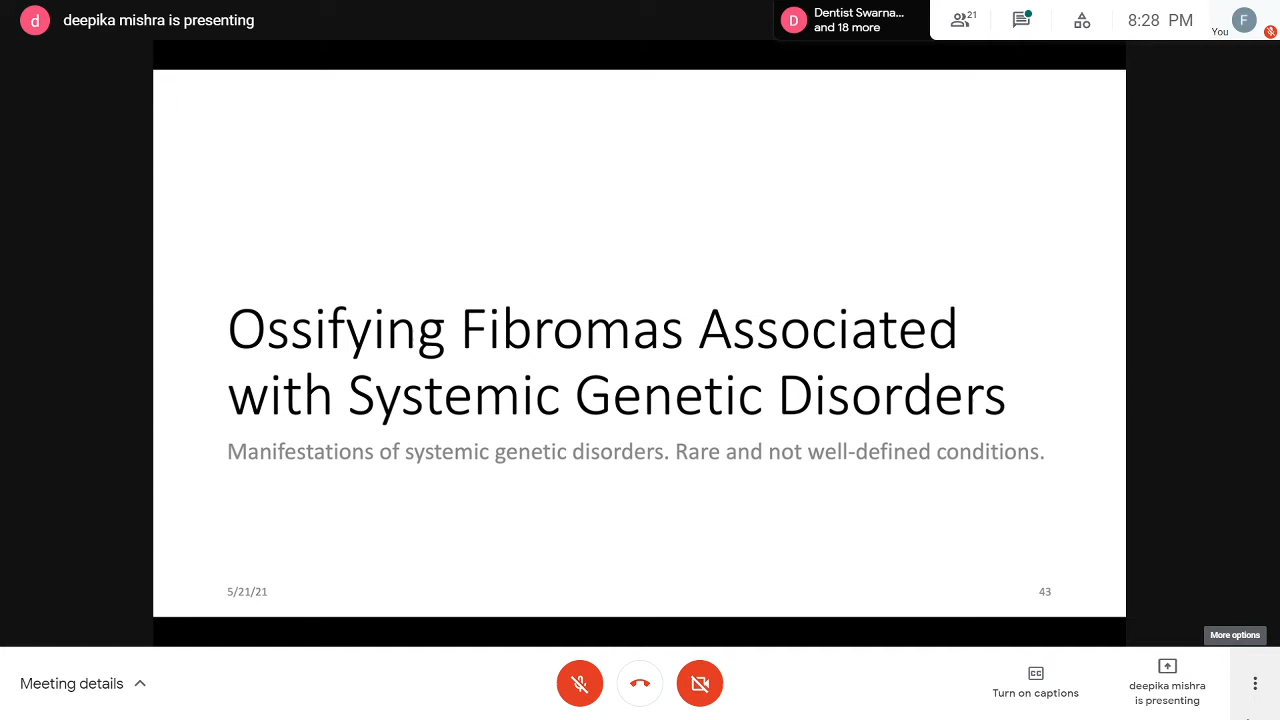 d
deepika mishra is presenting
D
Dentist Swarna...
and 18 more
21
8:28 PM
You
F
Ossifying Fibromas Associated
with Systemic Genetic Disorders
Manifestations of systemic genetic disorders. Rare and not well-defined conditions.
5/21/21
43
More options
Meeting details
CC
Turn on captions
deepika mishra
is presenting